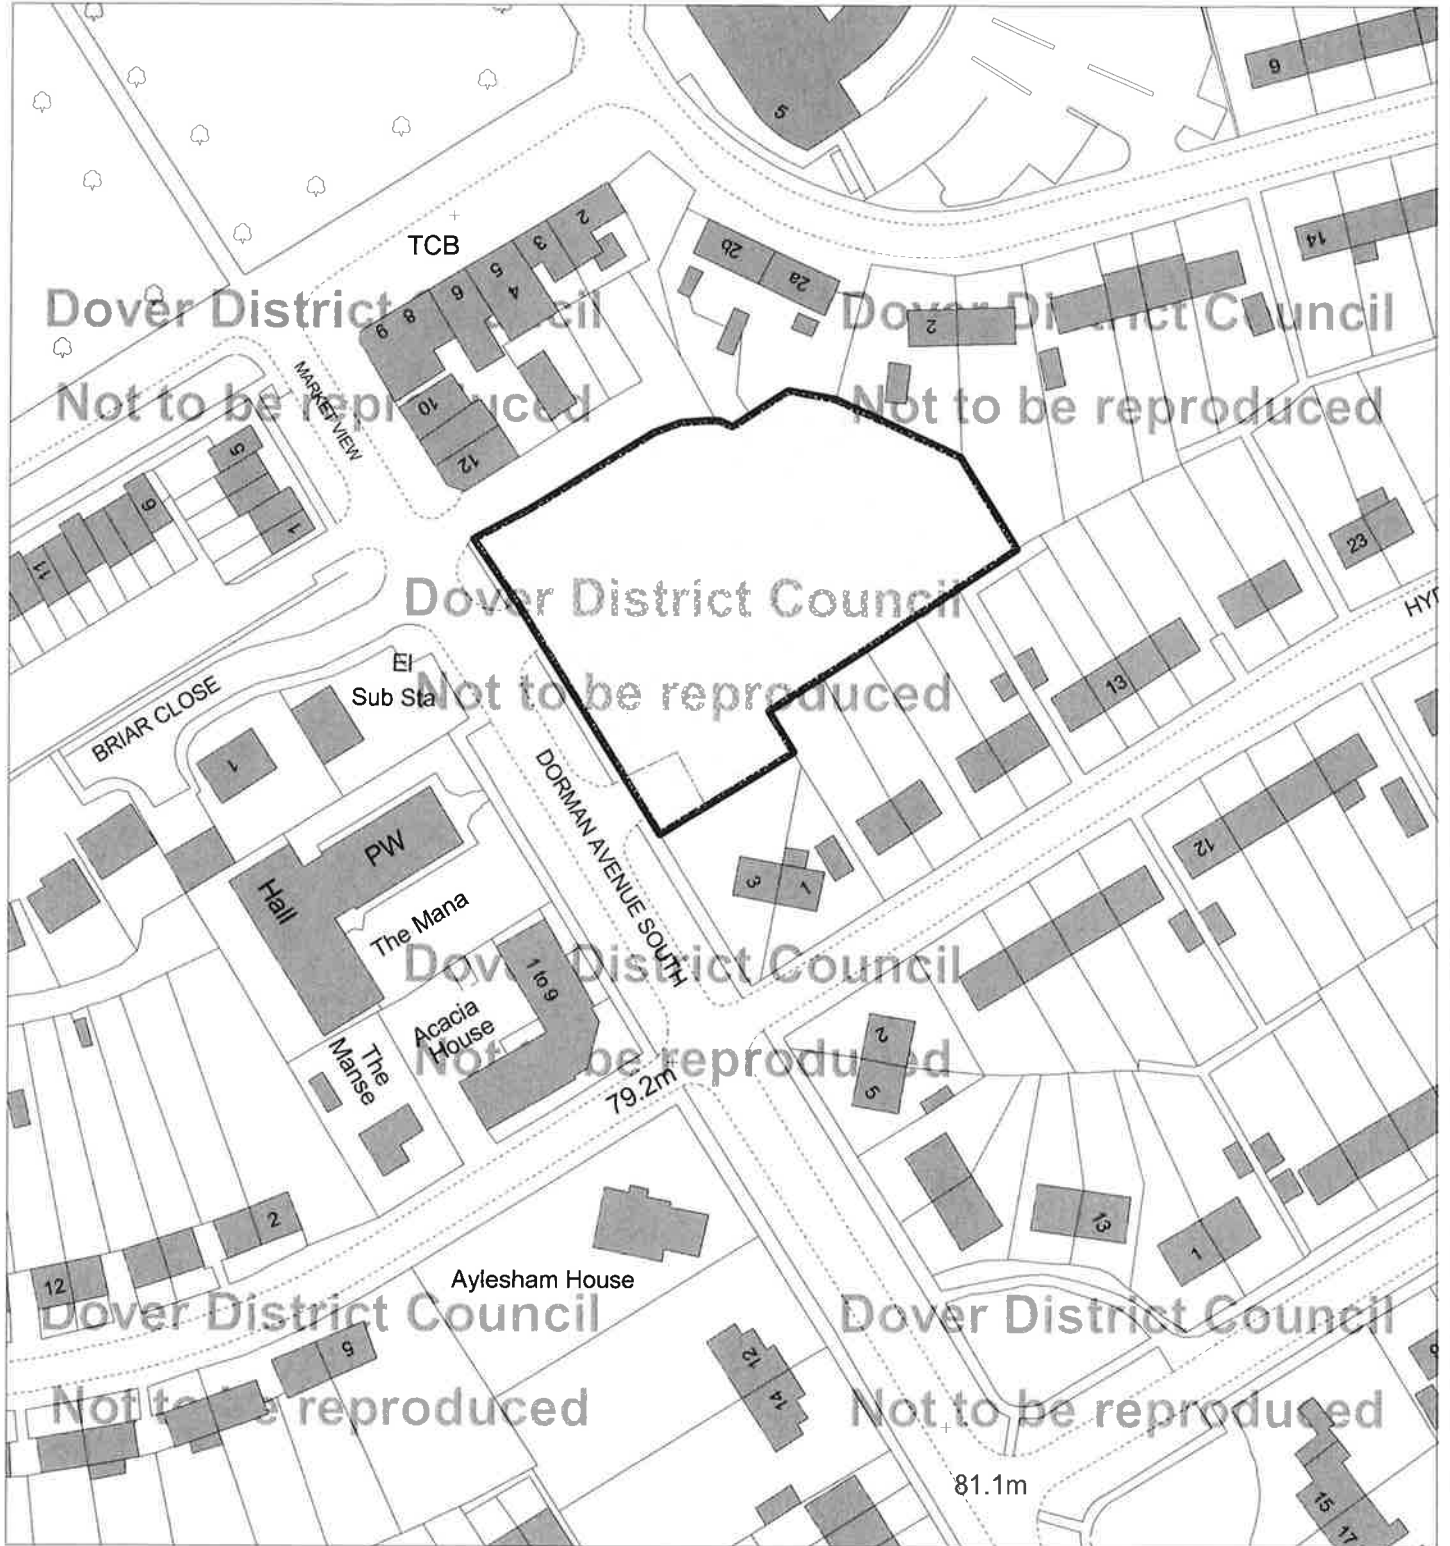 5
9
2
3
5
4
6
8
9
TCB
2b
2a
2
14
Dover District Council
Dover District Council
MARKET VIEW
Not to be reproduced
Not to be reproduced
10
12
5
1
9
11
23
Dover District Council
HYD
El
Sub Sta
Not to be reproduced
BRIAR CLOSE
1
13
DORMAN AVENUE SOUTH
PW
Hall
The Mana
3
1
12
Dover District Council
1 to 9
Acacia
House
The
Manse
Not to be reproduced
79.2m
2
5
2
13
1
12
Aylesham House
Dover District Council
Dover District Council
5
12
14
Not to be reproduced
Not to be reproduced
81.1m
15
17